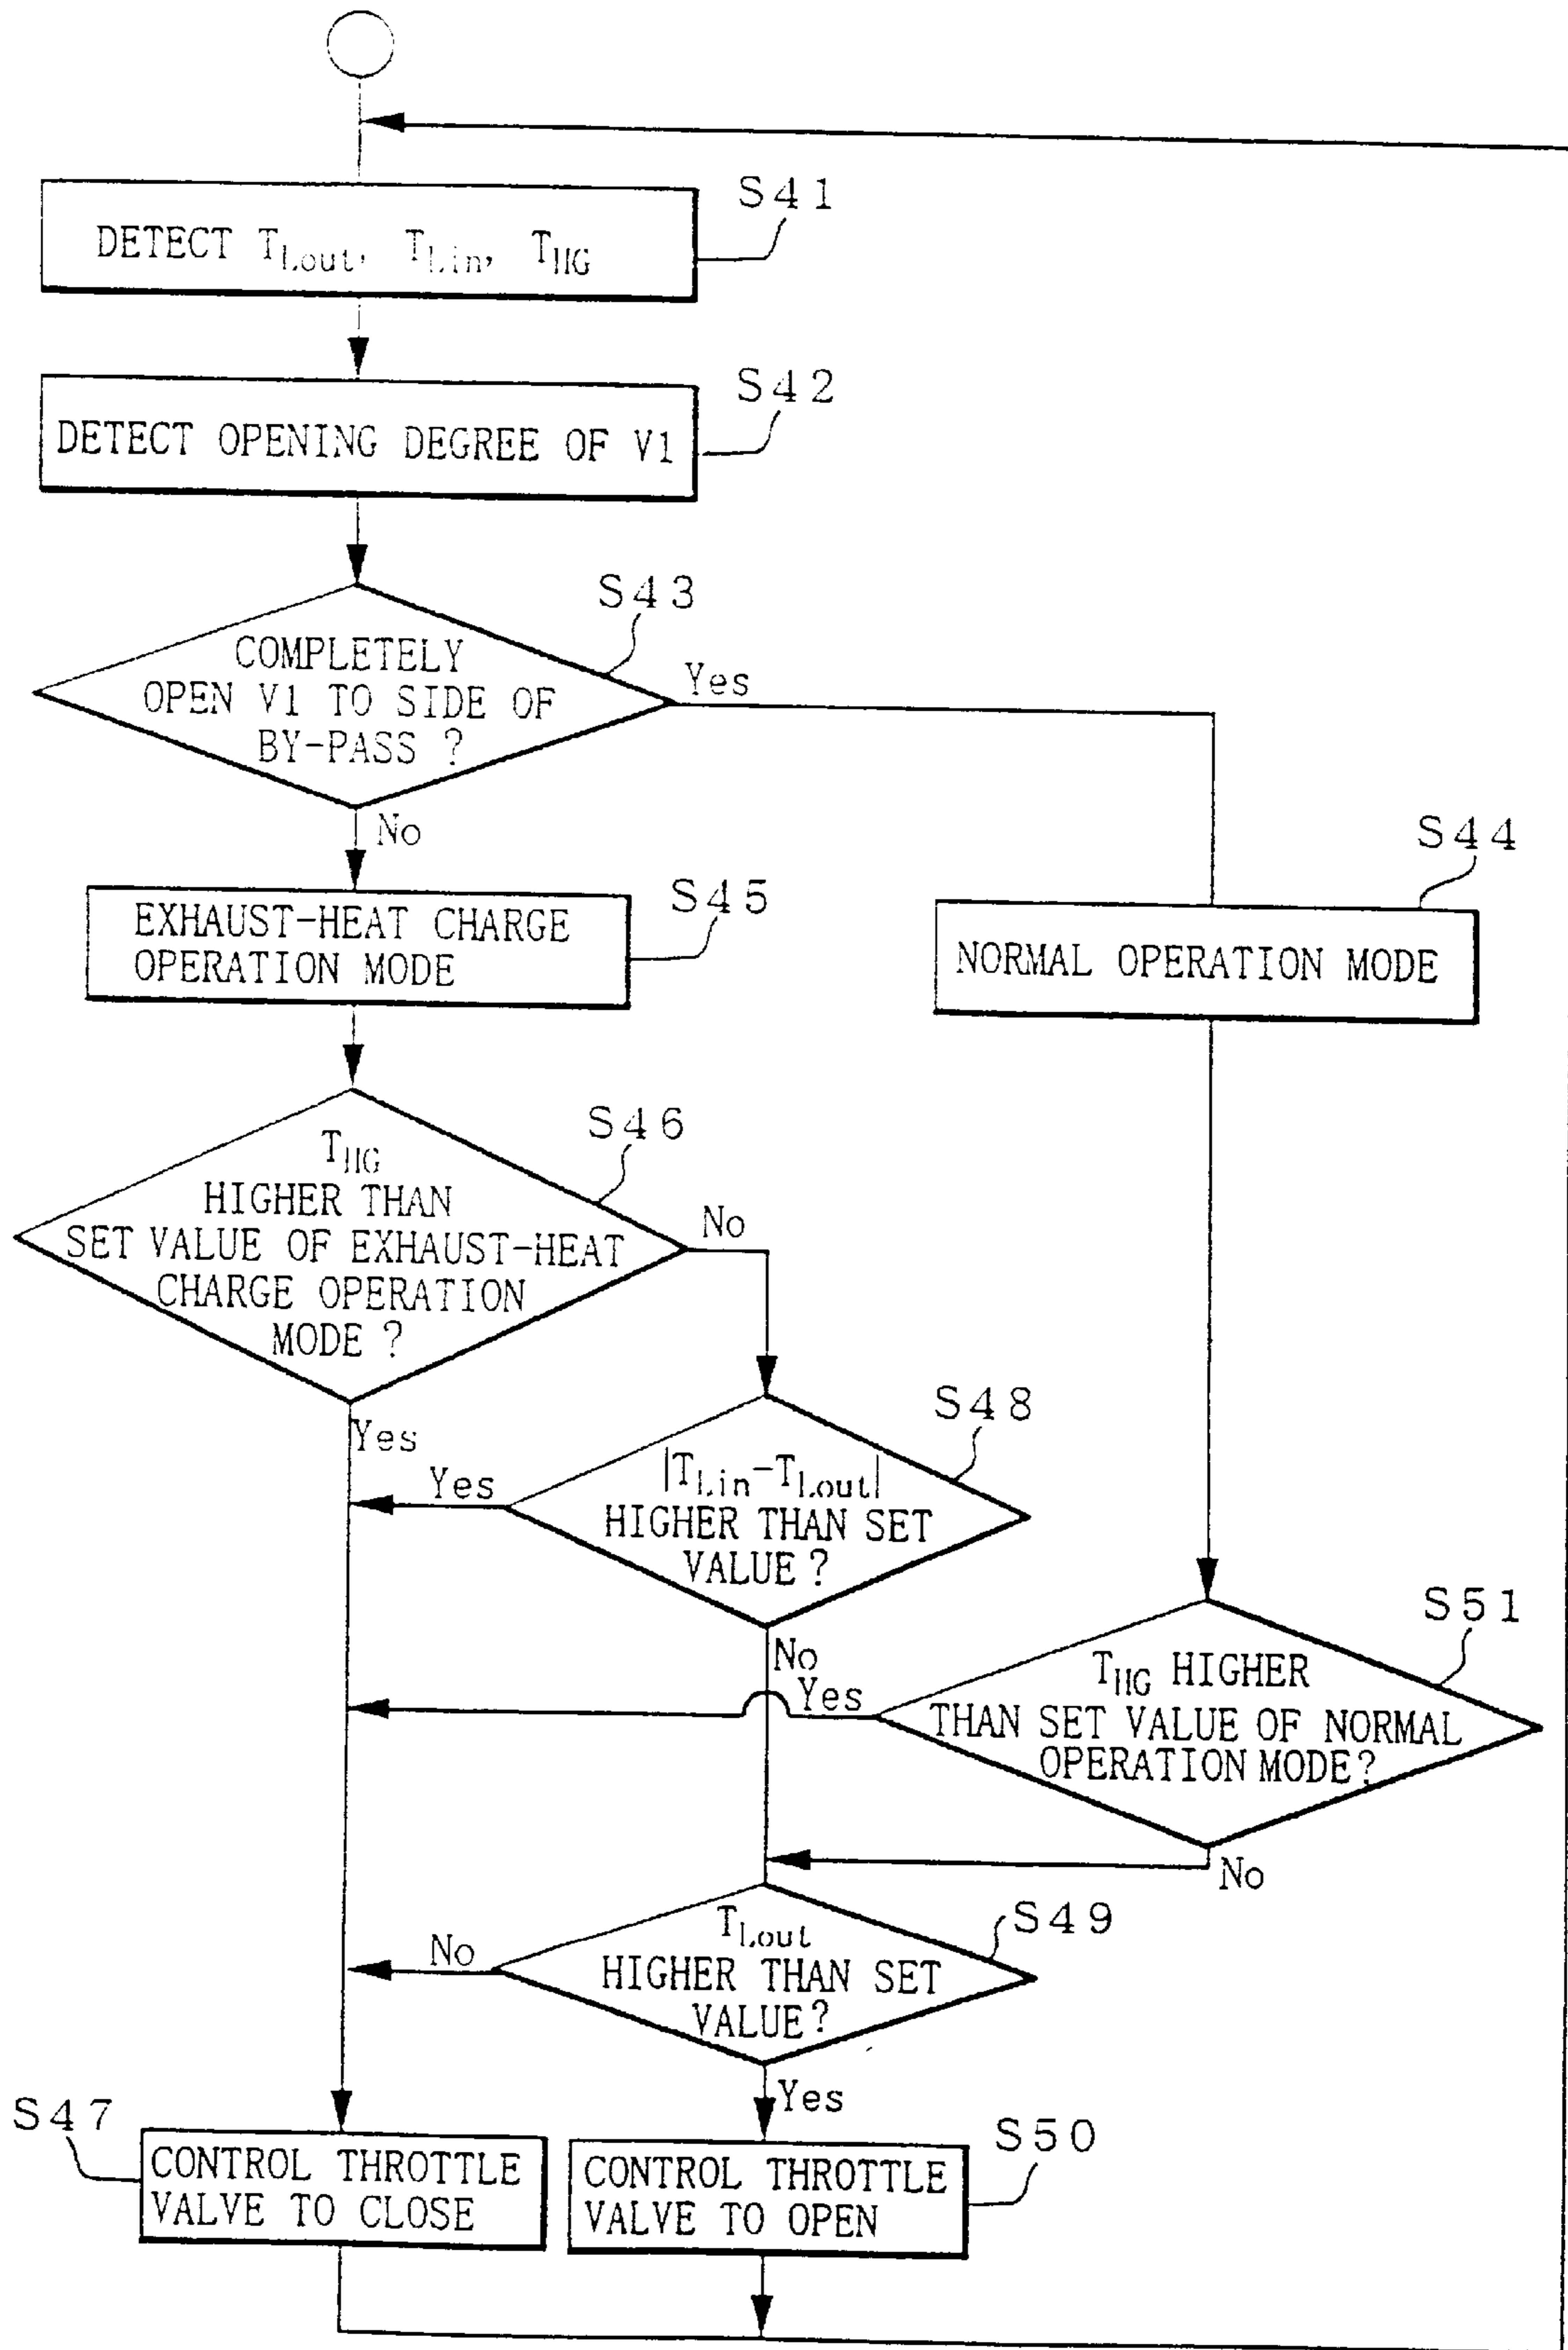 S41
DETECT T_Lout, T_Lin, T_HG
S42
DETECT OPENING DEGREE OF V1
S43
COMPLETELY
OPEN V1 TO SIDE OF
BY-PASS ?
Yes
No
S44
NORMAL OPERATION MODE
S45
EXHAUST-HEAT CHARGE
OPERATION MODE
S46
T_HG
HIGHER THAN
SET VALUE OF EXHAUST-HEAT
CHARGE OPERATION
MODE ?
No
Yes
S48
|T_Lin-T_Lout|
HIGHER THAN SET
VALUE ?
Yes
No
S51
T_HG HIGHER
THAN SET VALUE OF NORMAL
OPERATION MODE?
Yes
No
S49
T_Lout
HIGHER THAN SET
VALUE?
No
Yes
S47
CONTROL THROTTLE
VALVE TO CLOSE
S50
CONTROL THROTTLE
VALVE TO OPEN